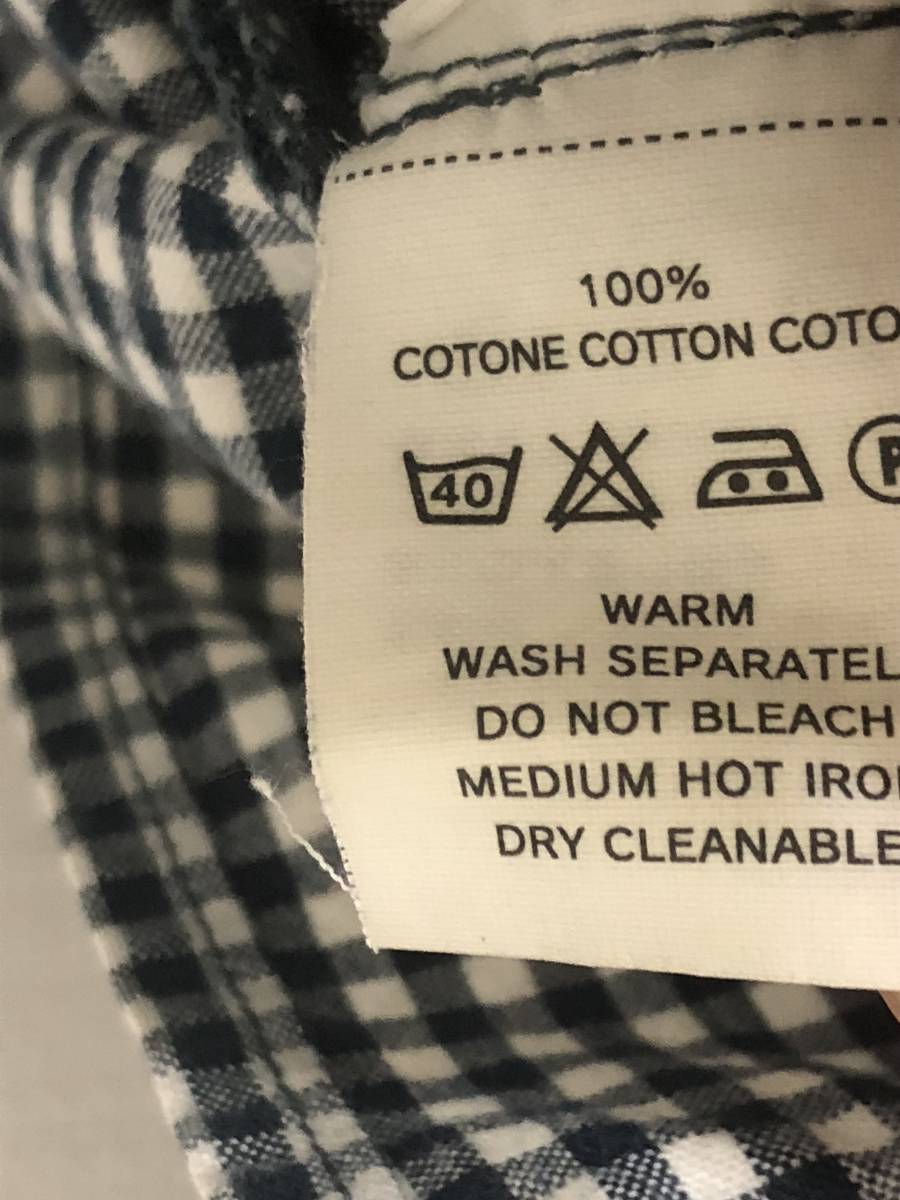 100%
COTONE COTTON COTO
40
P
WARM
WASH SEPARATEL
DO NOT BLEACH
MEDIUM HOT IRO
DRY CLEANABLE